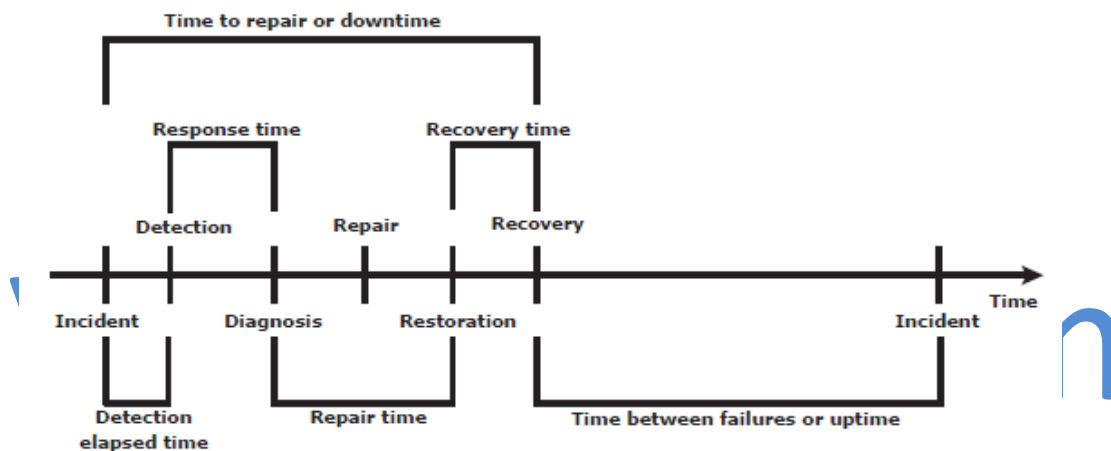 Time to repair or downtime
Response time
Recovery time
Detection
Repair
Recovery
Time
Incident
Diagnosis
Restoration
Incident
Detection
elapsed time
Repair time
Time between failures or uptime